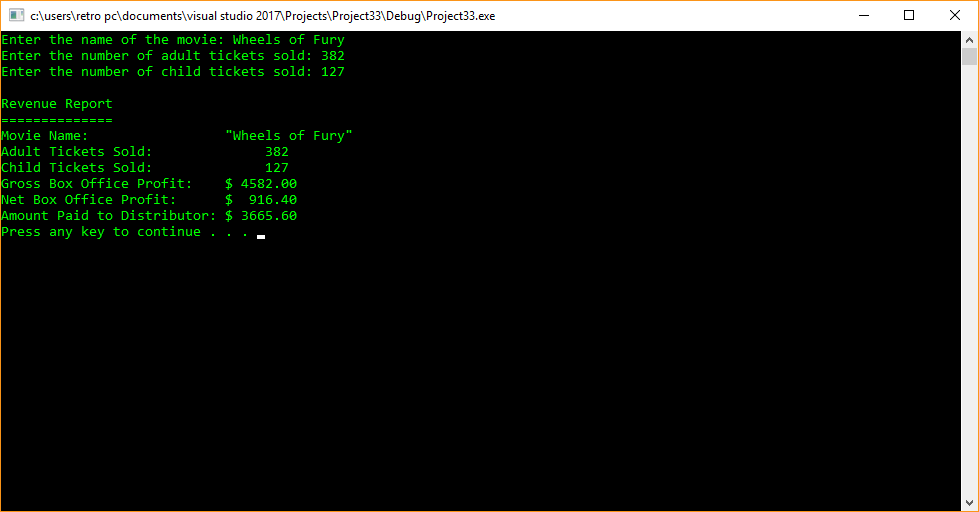 c:\users\retro pc\documents\visual studio 2017\Projects\Project33\Debug\Project33.exe
Enter the name of the movie: Wheels of Fury
Enter the number of adult tickets sold: 382
Enter the number of child tickets sold: 127
Revenue Report
==============
Movie Name:                 "Wheels of Fury"
Adult Tickets Sold:              382
Child Tickets Sold:              127
Gross Box Office Profit:    $ 4582.00
Net Box Office Profit:      $  916.40
Amount Paid to Distributor: $ 3665.60
Press any key to continue . . .